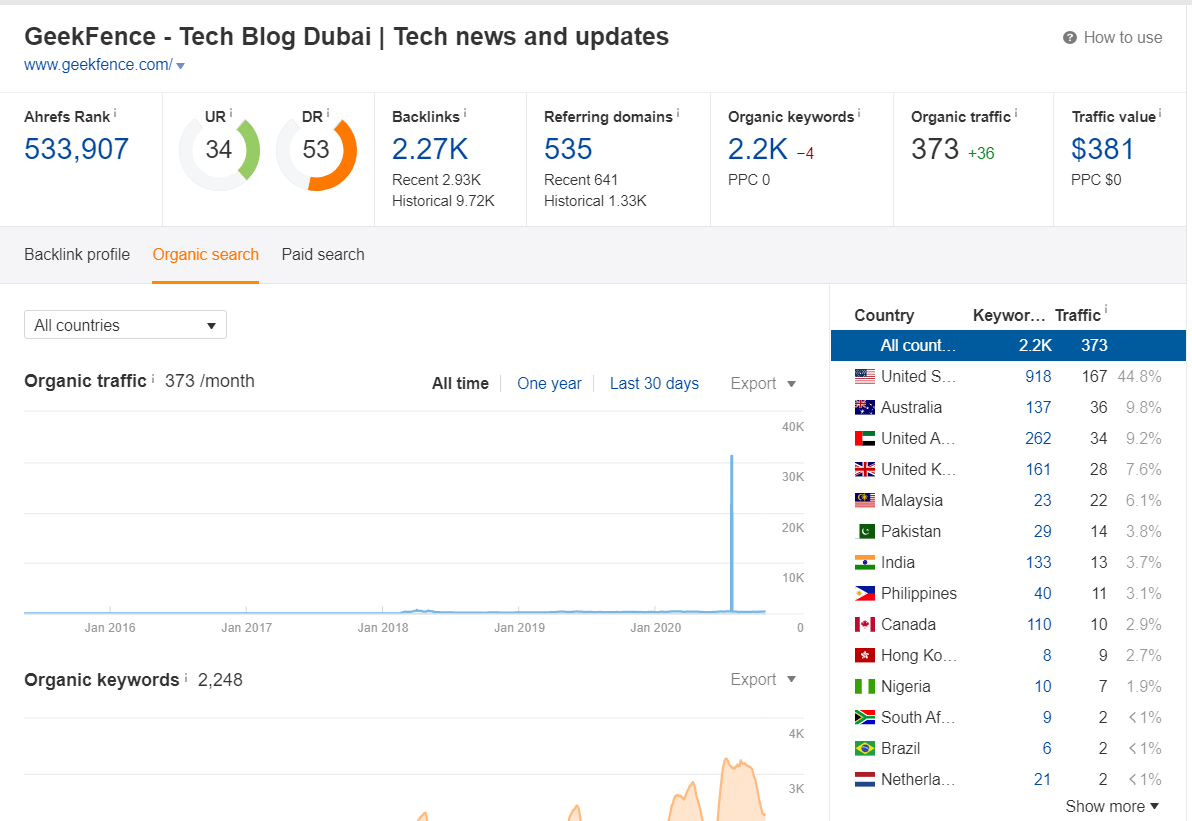 GeekFence - Tech Blog Dubai | Tech news and updates
How to use
www.geekfence.com/
Ahrefs Rank i
533,907
UR i
34
DR i
53
Backlinks i
2.27K
Recent 2.93K
Historical 9.72K
Referring domains i
535
Recent 641
Historical 1.33K
Organic keywords i
2.2K −4
PPC 0
Organic traffic i
373 +36
Traffic value i
$381
PPC $0
Backlink profile Organic search Paid search
All countries
Organic traffic i 373 /month
All time One year Last 30 days Export
40K
30K
20K
10K
Jan 2016 Jan 2017 Jan 2018 Jan 2019 Jan 2020 0
Organic keywords i 2,248
Export
4K
3K
Country Keywor... Traffic i
All count... 2.2K 373
United S... 918 167 44.8%
Australia 137 36 9.8%
United A... 262 34 9.2%
United K... 161 28 7.6%
Malaysia 23 22 6.1%
Pakistan 29 14 3.8%
India 133 13 3.7%
Philippines 40 11 3.1%
Canada 110 10 2.9%
Hong Ko... 8 9 2.7%
Nigeria 10 7 1.9%
South Af... 9 2 <1%
Brazil 6 2 <1%
Netherla... 21 2 <1%
Show more